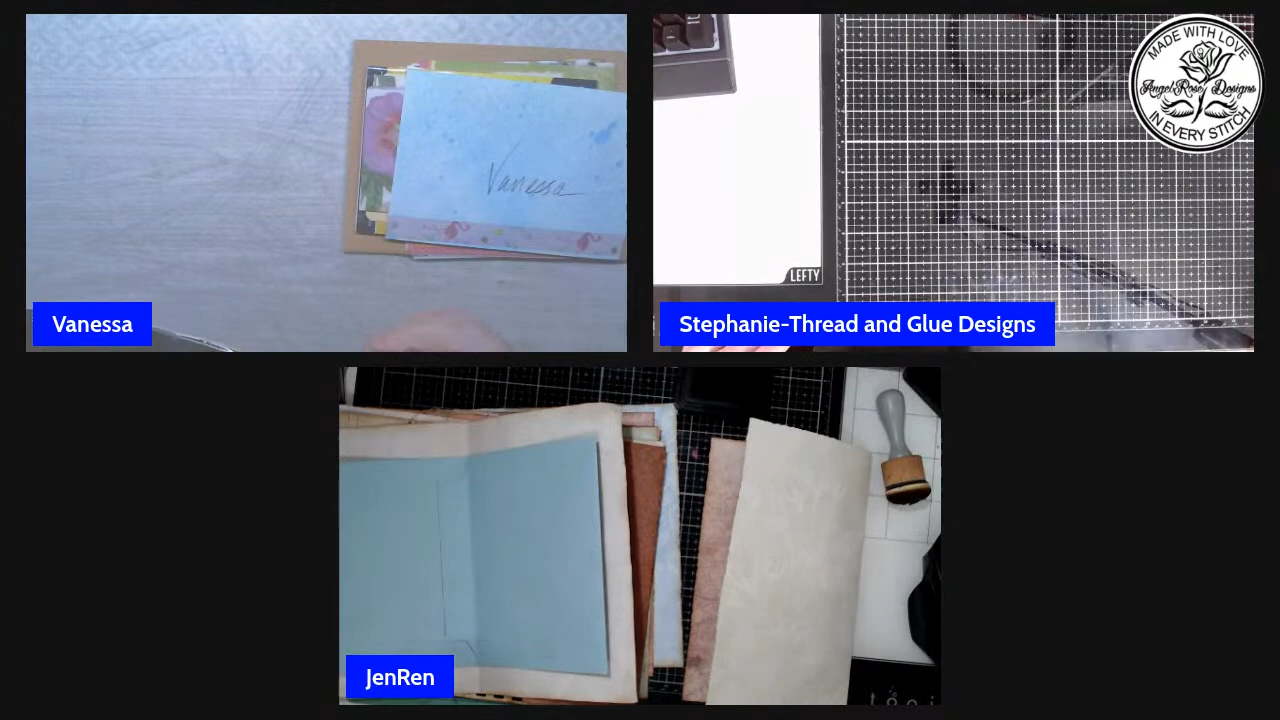 Vanessa
Vanessa
LEFTY
Stephanie-Thread and Glue Designs
MADE WITH LOVE
AngelRose Designs
IN EVERY STITCH
JenRen